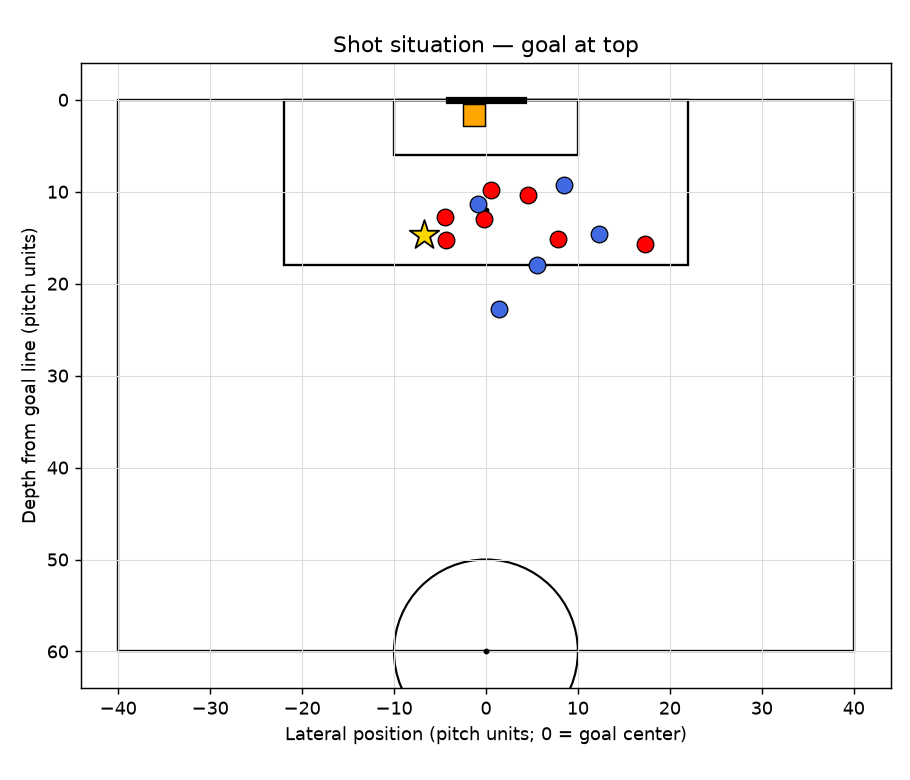 Shot situation — goal at top
0
10
20
30
40
50
60
Depth from goal line (pitch units)
−40 −30 −20 −10 0 10 20 30 40
Lateral position (pitch units; 0 = goal center)